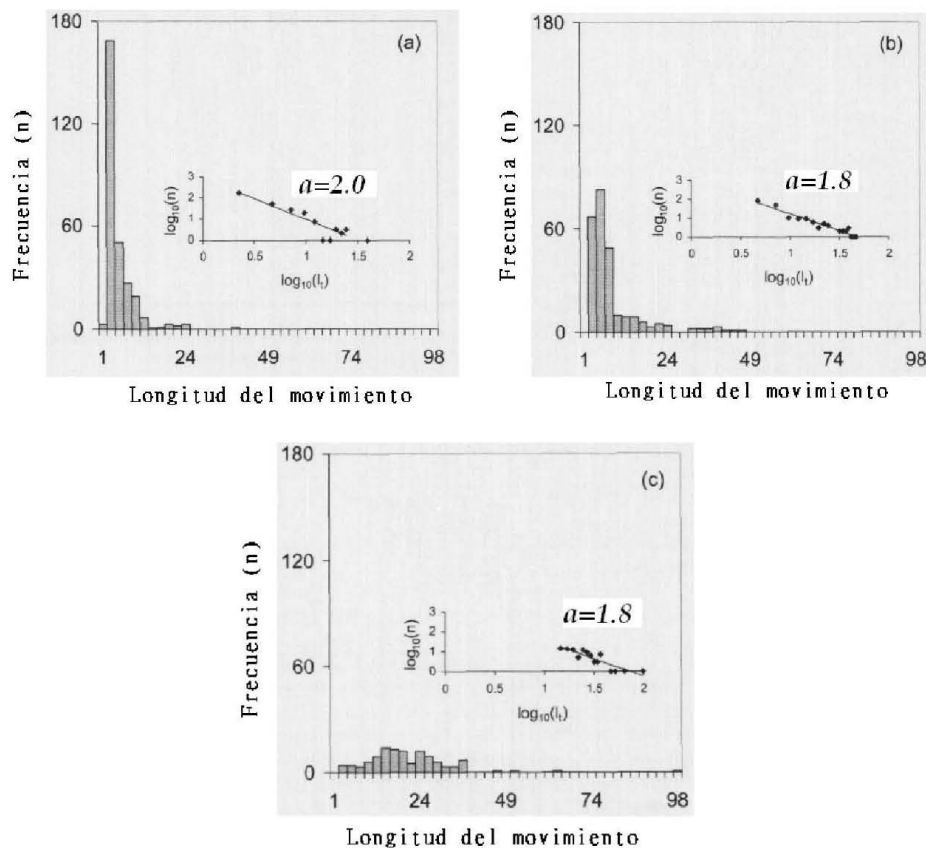 180
120
60
0
Frecuencia (n)
(a)
a=2.0
3
2
1
0
log10(n)
0 0.5 1 1.5 2
log10(lt)
1 24 49 74 98
Longitud del movimiento
180
120
60
0
Frecuencia (n)
(b)
a=1.8
3
2
1
0
log10(n)
0 0.5 1 1.5 2
log10(lt)
1 24 49 74 98
Longitud del movimiento
180
120
60
0
Frecuencia (n)
(c)
a=1.8
3
2
1
0
log10(n)
0 0.5 1 1.5 2
log10(lt)
1 24 49 74 98
Longitud del movimiento